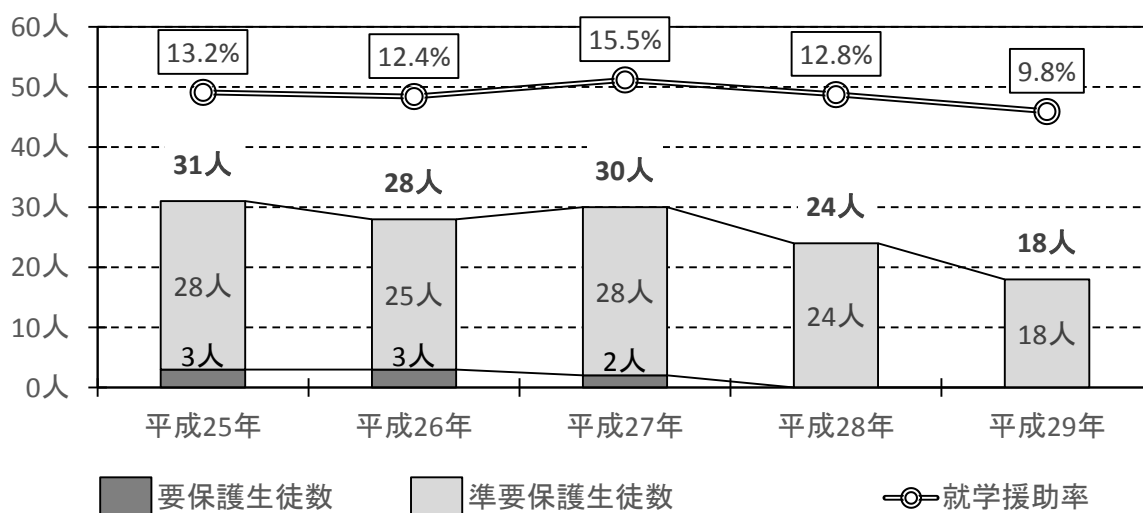 60人
50人
40人
30人
20人
10人
0人
13.2%
12.4%
15.5%
12.8%
9.8%
31人
28人
30人
24人
18人
28人
25人
28人
24人
18人
3人
3人
2人
平成25年
平成26年
平成27年
平成28年
平成29年
要保護生徒数
準要保護生徒数
就学援助率